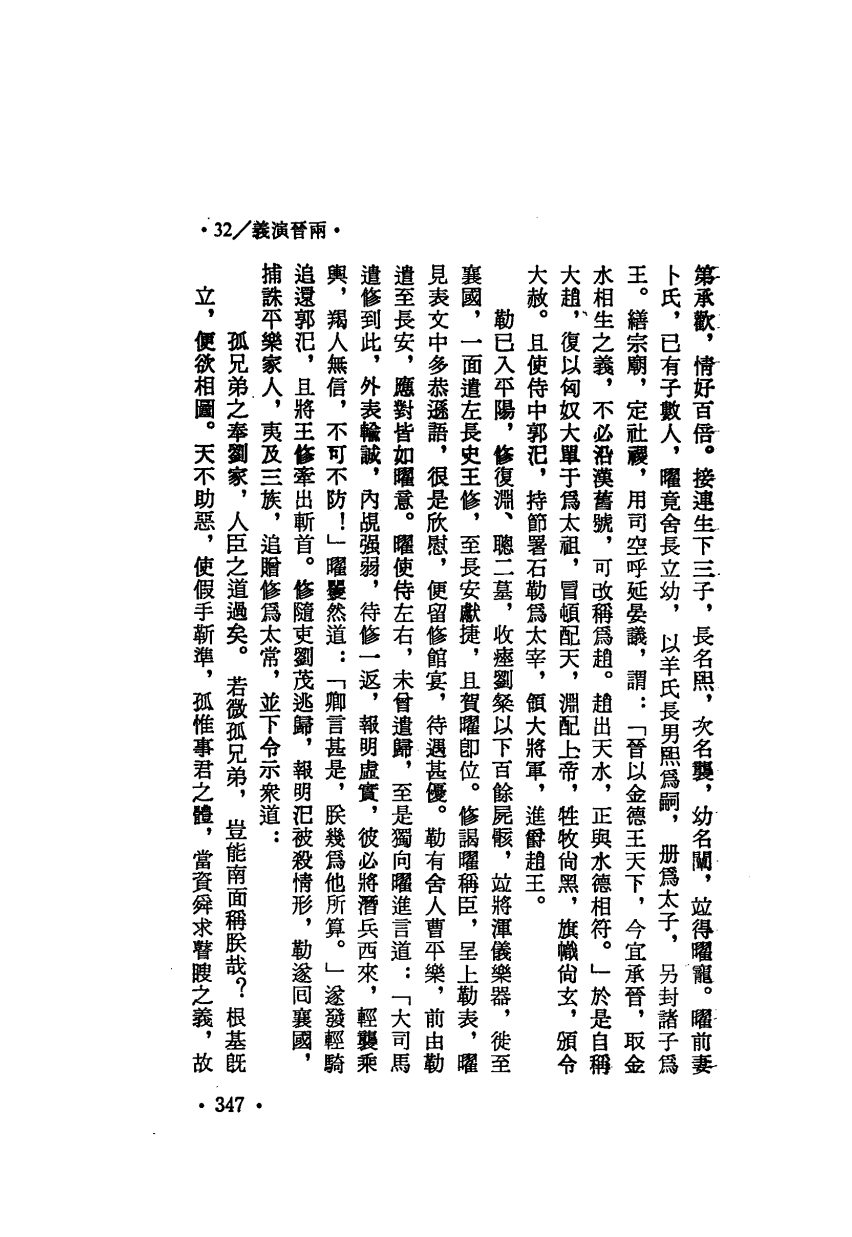 ·32/義演晉兩·
第承歡，情好百倍。接連生下三子，長名熙，次名襲，幼名闡，竝得曜寵。曜前妻
卜氏，已有子數人，曜竟舍長立幼，以羊氏長男熙爲嗣，册爲太子，另封諸子爲
王。繕宗廟，定社稷，用司空呼延晏議，謂：「晉以金德王天下，今宜承晉，取金
水相生之義，不必沿漢舊號，可改稱爲趙。趙出天水，正與水德相符。」於是自稱
大趙，復以匈奴大單于爲太祖，冒頓配天，淵配上帝，牲牧尙黑，旗幟尙玄，頒令
大赦。且使侍中郭汜，持節署石勒爲太宰，領大將軍，進爵趙王。
勒已入平陽，修復淵、聰二墓，收瘞劉粲以下百餘屍骸，竝將渾儀樂器，徙至
襄國，一面遣左長史王修，至長安獻捷，且賀曜卽位。修謁曜稱臣，呈上勒表，曜
見表文中多恭遜語，很是欣慰，便留修館宴，待遇甚優。勒有舍人曹平樂，前由勒
遣至長安，應對皆如曜意。曜使侍左右，未曾遣歸，至是獨向曜進言道：「大司馬
遣修到此，外表輸誠，內覘强弱，待修一返，報明虛實，彼必將潛兵西來，輕襲乘
輿，羯人無信，不可不防！」曜矍然道：「卿言甚是，朕幾爲他所算。」遂發輕騎
追還郭汜，且將王修牽出斬首。修隨吏劉茂逃歸，報明汜被殺情形，勒遂囘襄國，
捕誅平樂家人，夷及三族，追贈修爲太常，並下令示衆道：
孤兄弟之奉劉家，人臣之道過矣。若微孤兄弟，豈能南面稱朕哉？根基旣
立，便欲相圖。天不助惡，使假手靳準，孤惟事君之體，當資舜求瞽瞍之義，故
·347·